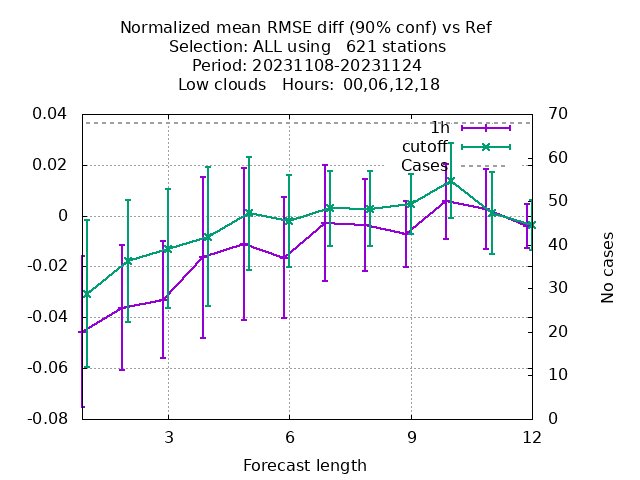 Normalized mean RMSE diff (90% conf) vs Ref
Selection: ALL using   621 stations
Period: 20231108-20231124
Low clouds   Hours:  00,06,12,18
0.04
0.02
0
-0.02
-0.04
-0.06
-0.08
70
60
50
40
30
20
10
0
1h
cutoff
Cases
No cases
3
6
9
12
Forecast length